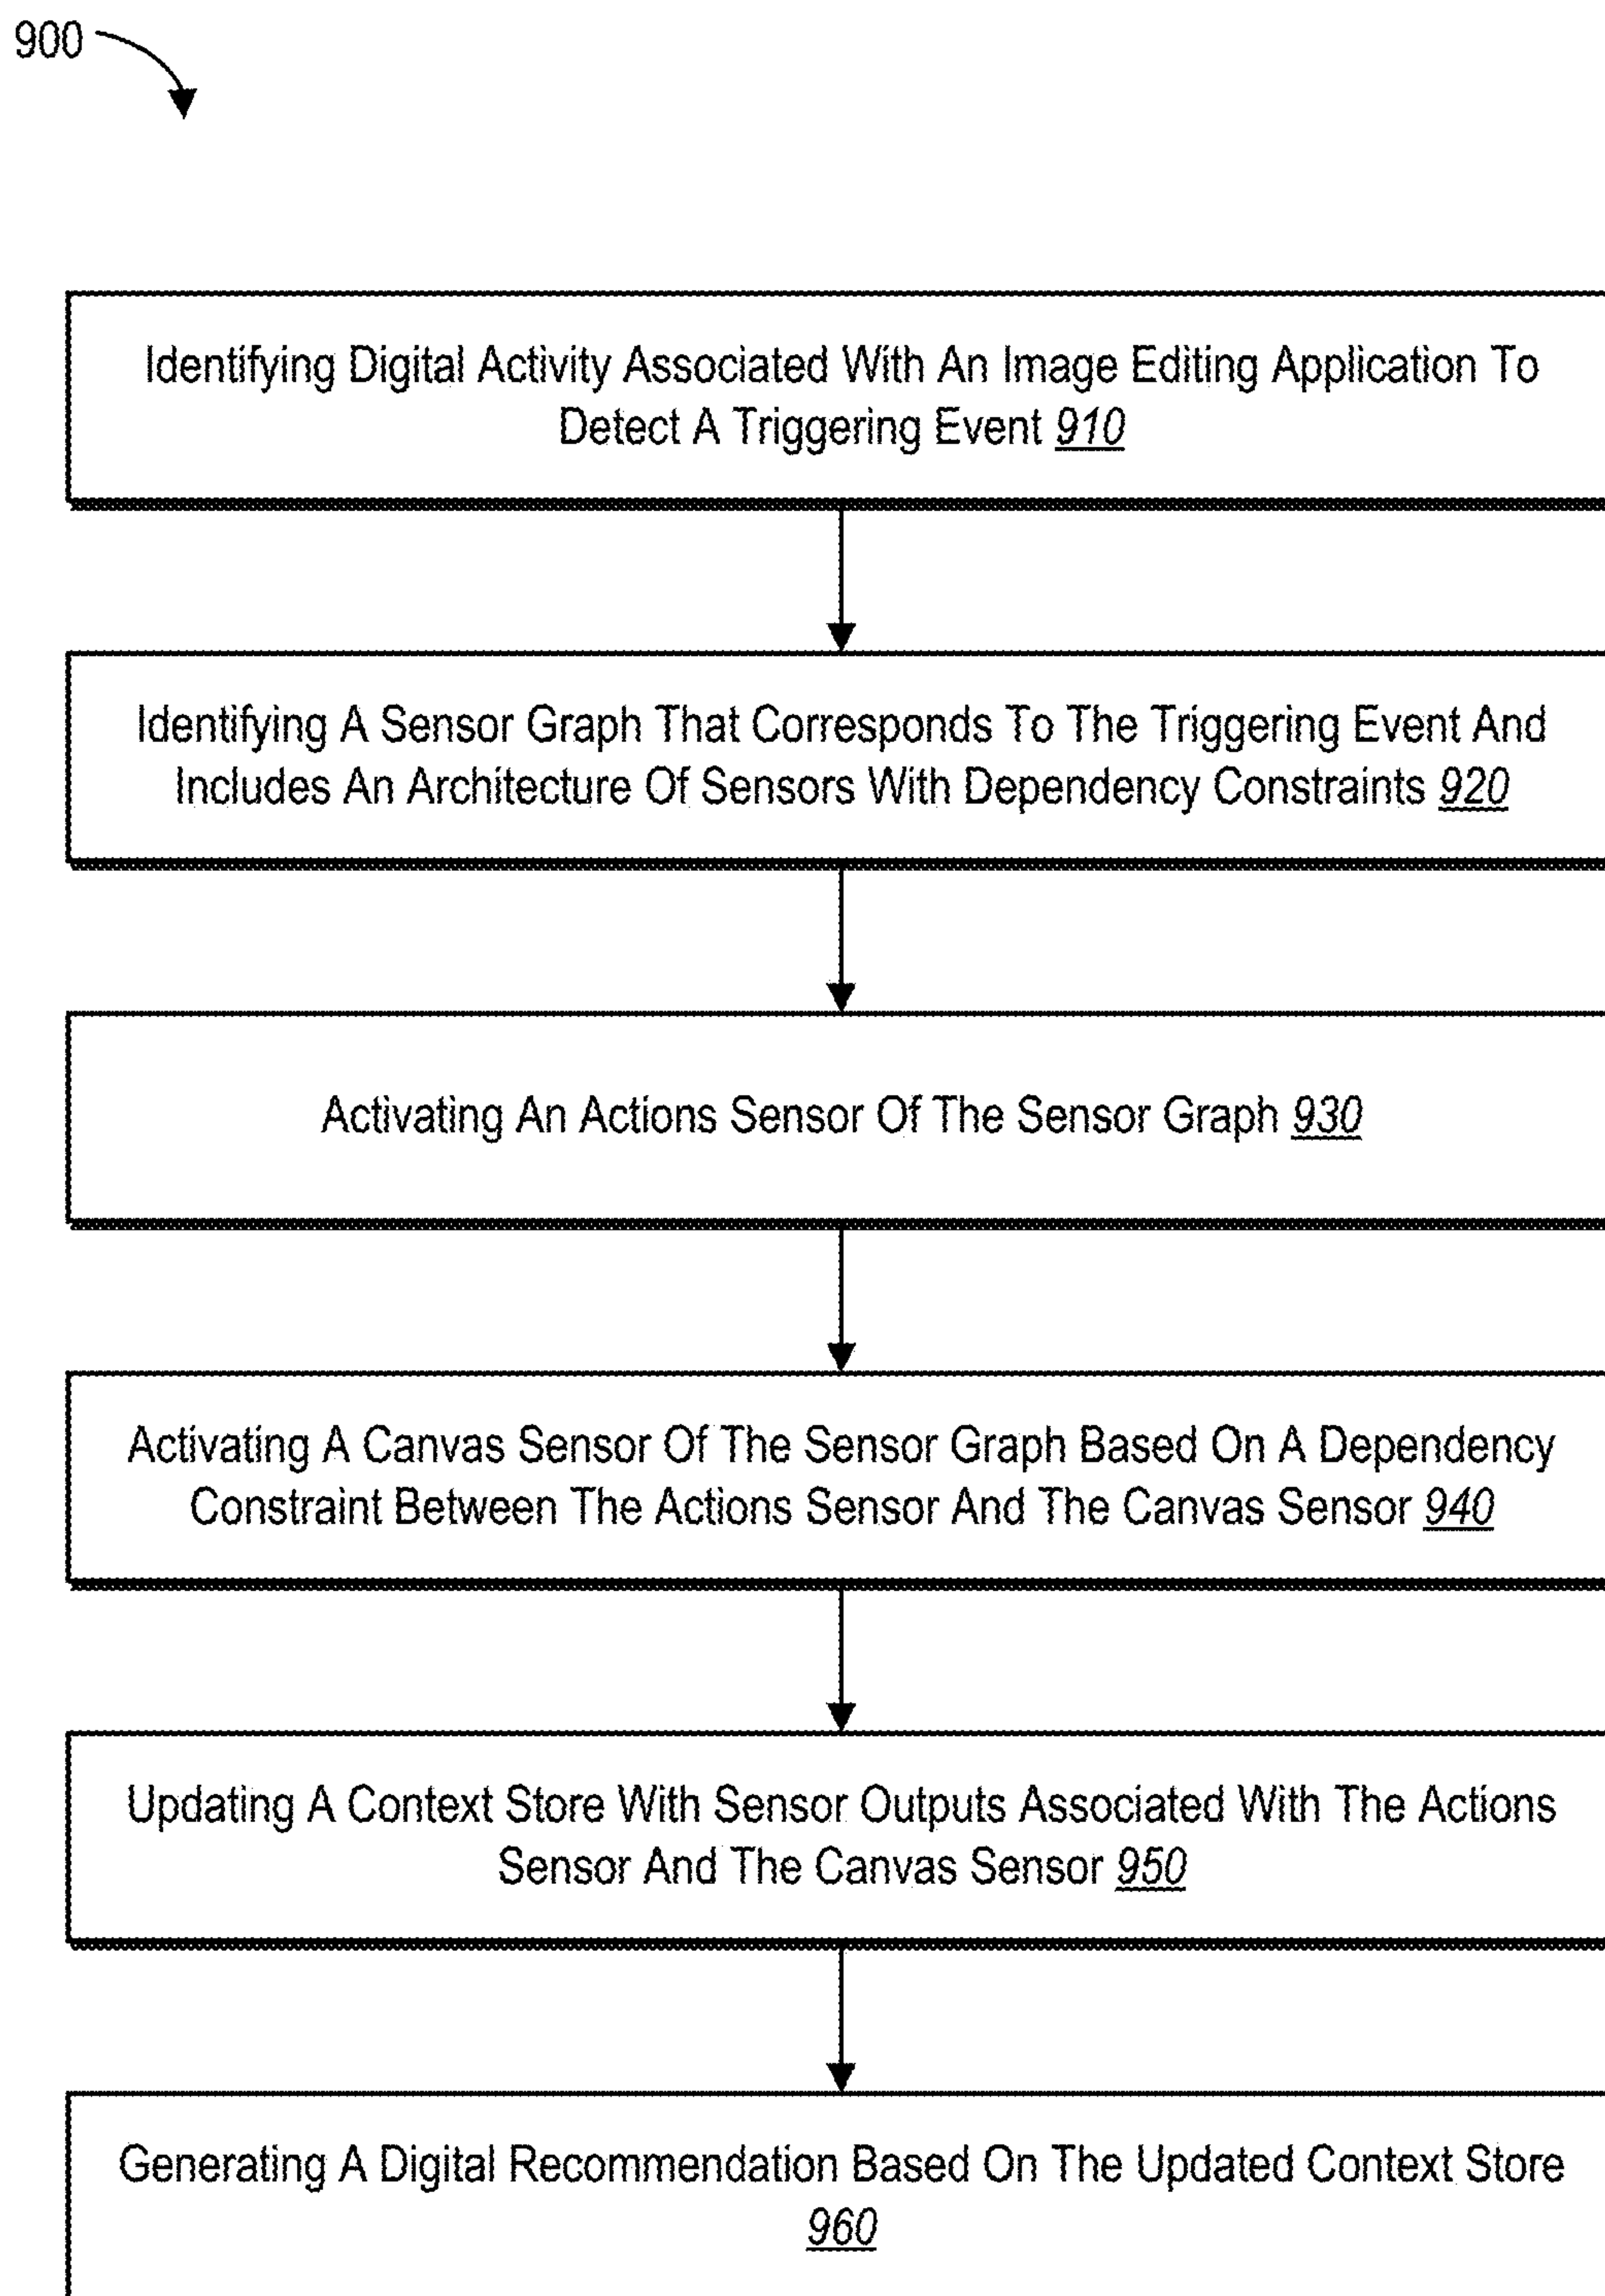 900
Identifying Digital Activity Associated With An Image Editing Application To
Detect A Triggering Event 910
Identifying A Sensor Graph That Corresponds To The Triggering Event And
Includes An Architecture Of Sensors With Dependency Constraints 920
Activating An Actions Sensor Of The Sensor Graph 930
Activating A Canvas Sensor Of The Sensor Graph Based On A Dependency
Constraint Between The Actions Sensor And The Canvas Sensor 940
Updating A Context Store With Sensor Outputs Associated With The Actions
Sensor And The Canvas Sensor 950
Generating A Digital Recommendation Based On The Updated Context Store
960